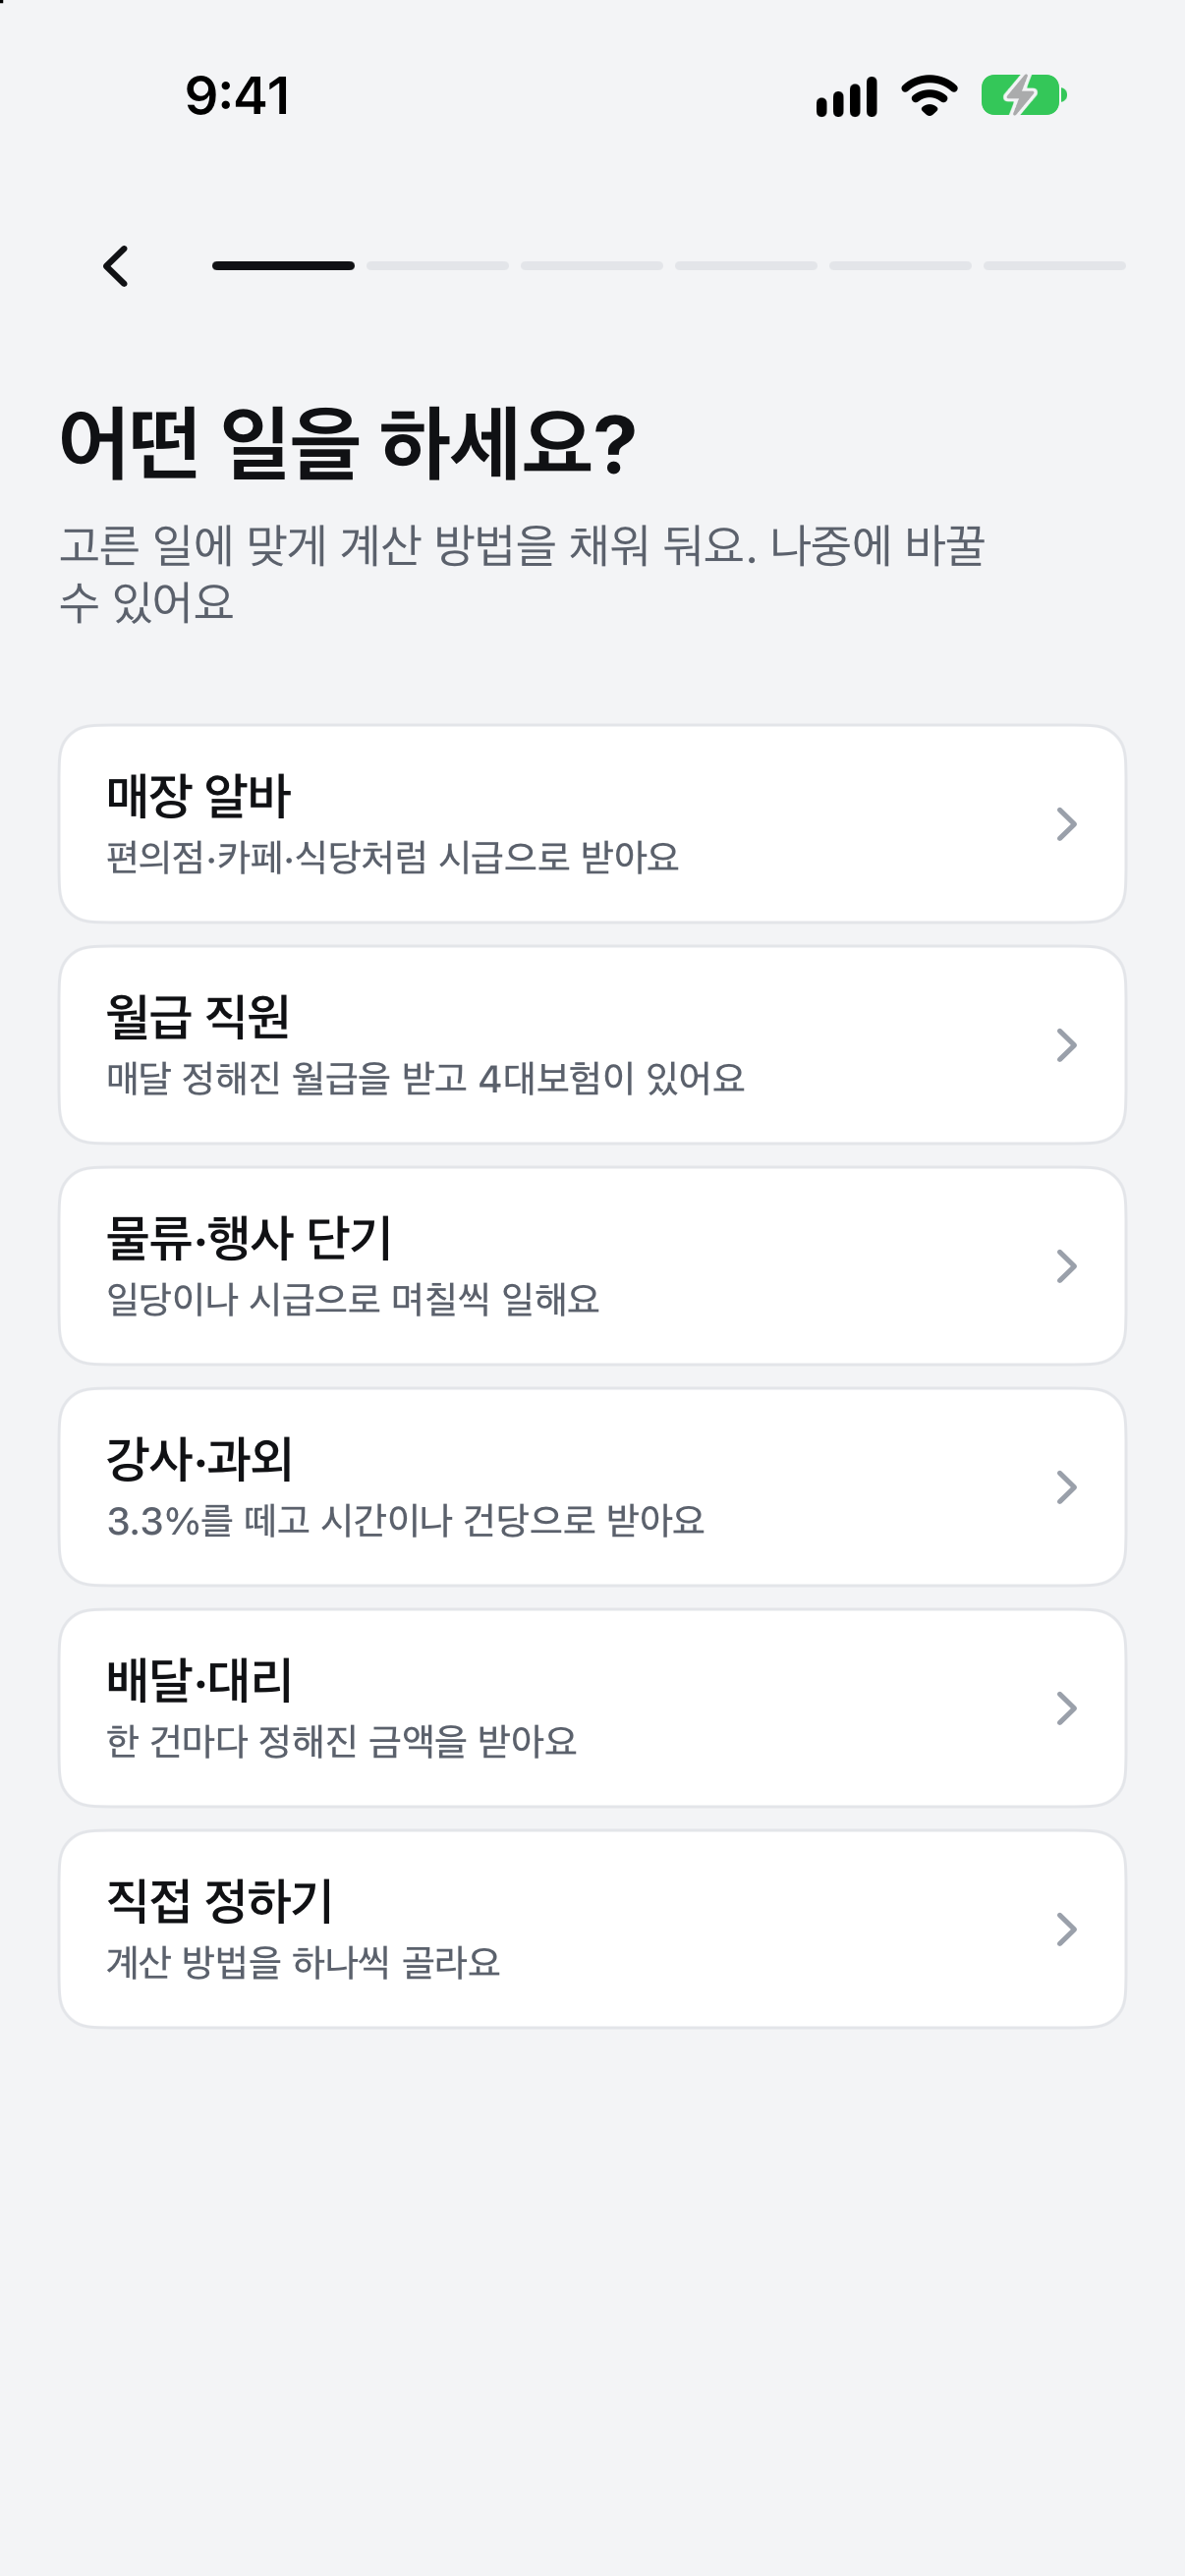 9:41
어떤 일을 하세요?
고른 일에 맞게 계산 방법을 채워 둬요. 나중에 바꿀
수 있어요
매장 알바
편의점·카페·식당처럼 시급으로 받아요
월급 직원
매달 정해진 월급을 받고 4대보험이 있어요
물류·행사 단기
일당이나 시급으로 며칠씩 일해요
강사·과외
3.3%를 떼고 시간이나 건당으로 받아요
배달·대리
한 건마다 정해진 금액을 받아요
직접 정하기
계산 방법을 하나씩 골라요